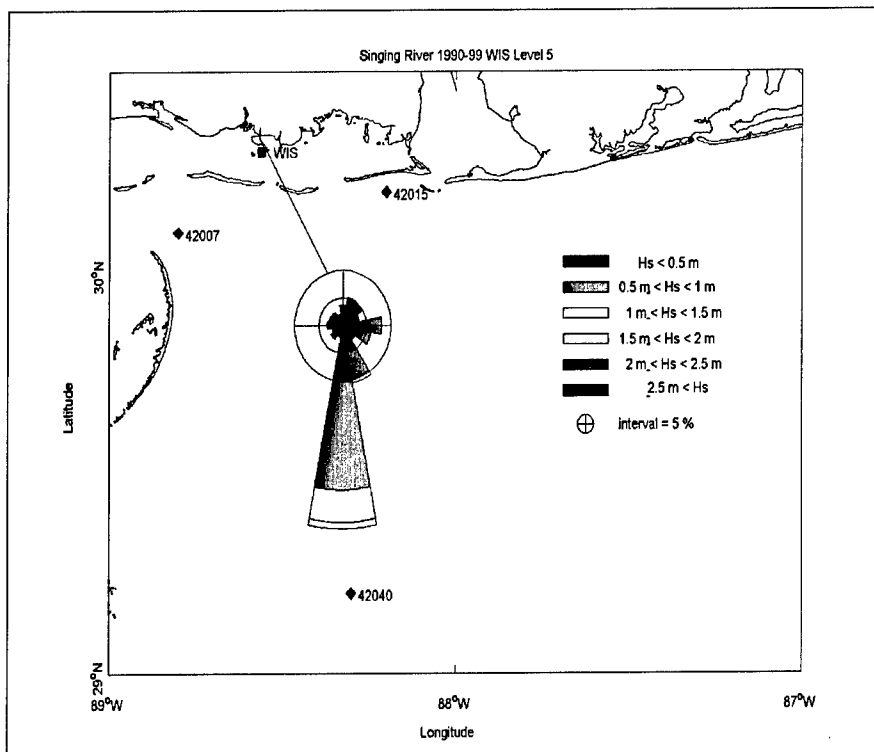 Singing River 1990-99 WIS Level 5
WIS
42015
42007
30°N
Hs < 0.5 m
0.5 m < Hs < 1 m
1 m < Hs < 1.5 m
1.5 m < Hs < 2 m
2 m < Hs < 2.5 m
2.5 m < Hs
interval = 5 %
Latitude
42040
29°N
89°W
88°W
87°W
Longitude